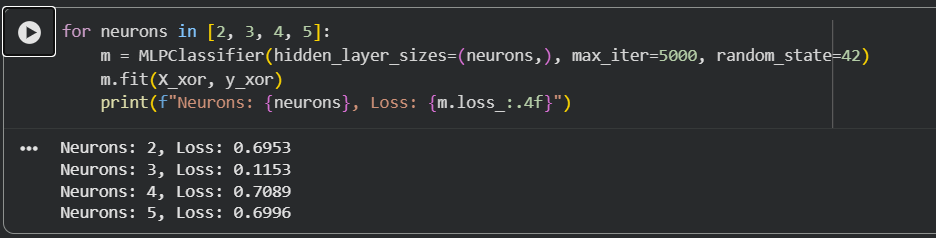 for neurons in [2, 3, 4, 5]:
    m = MLPClassifier(hidden_layer_sizes=(neurons,), max_iter=5000, random_state=42)
    m.fit(X_xor, y_xor)
    print(f"Neurons: {neurons}, Loss: {m.loss_:.4f}")
Neurons: 2, Loss: 0.6953
Neurons: 3, Loss: 0.1153
Neurons: 4, Loss: 0.7089
Neurons: 5, Loss: 0.6996